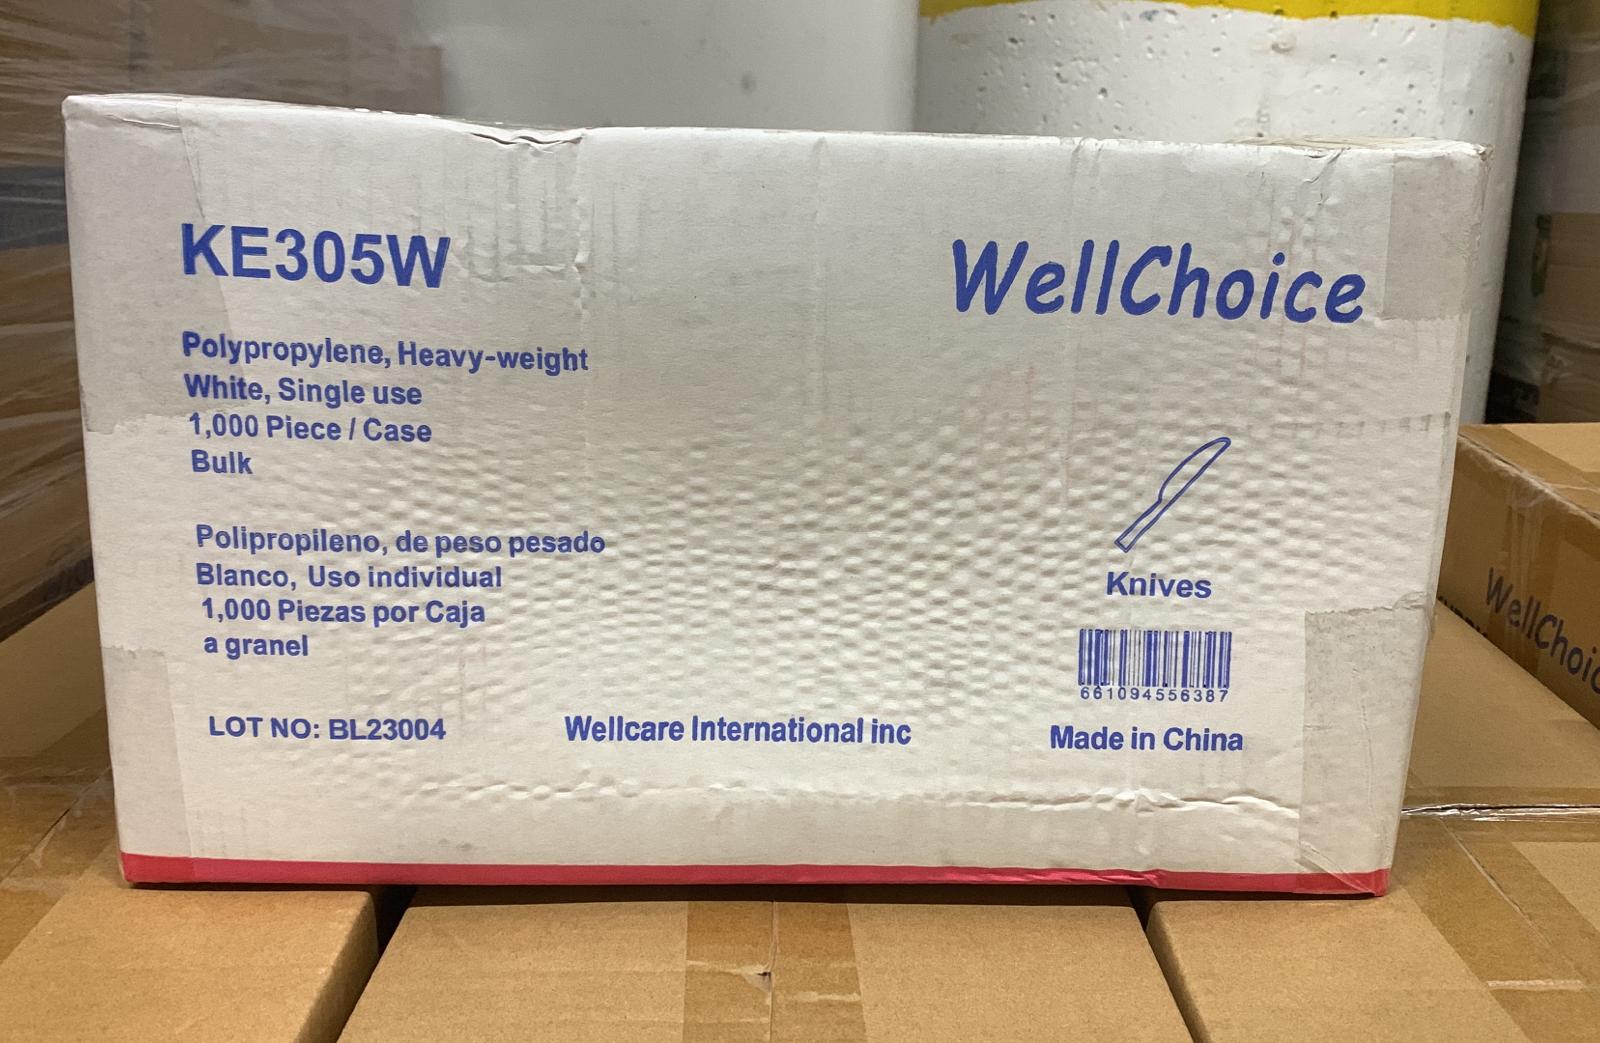 KE305W
WellChoice
Polypropylene, Heavy-weight
White, Single use
1,000 Piece / Case
Bulk
Polipropileno, de peso pesado
Blanco, Uso individual
1,000 Piezas por Caja
a granel
Knives
661094556387
LOT NO: BL23004
Wellcare International inc
Made in China
WellChoic